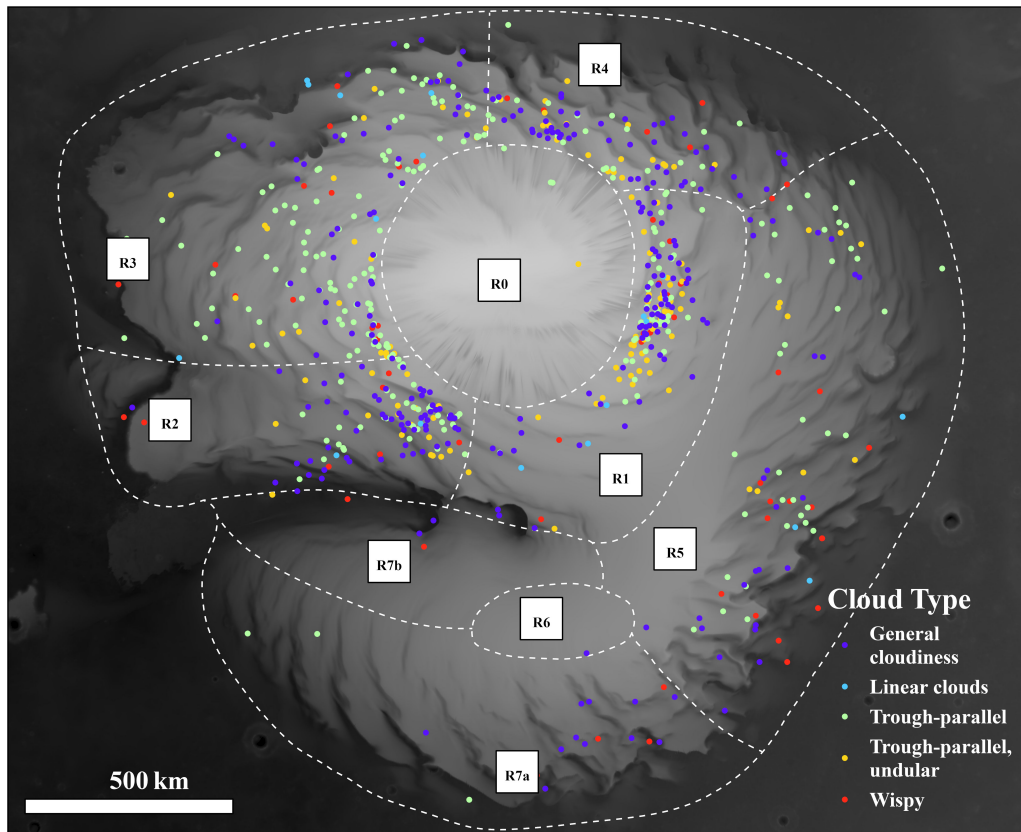 R4
R3
R0
R2
R1
R5
R7b
R6
R7a
Cloud Type
General
cloudiness
Linear clouds
Trough-parallel
Trough-parallel,
undular
Wispy
500 km